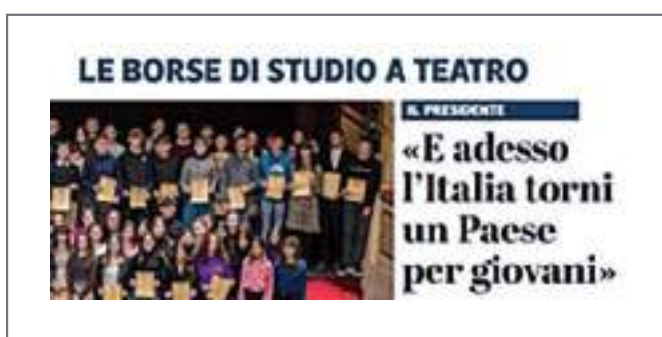 LE BORSE DI STUDIO A TEATRO
IL PRESIDENTE
«E adesso
l'Italia torni
un Paese
per giovani»